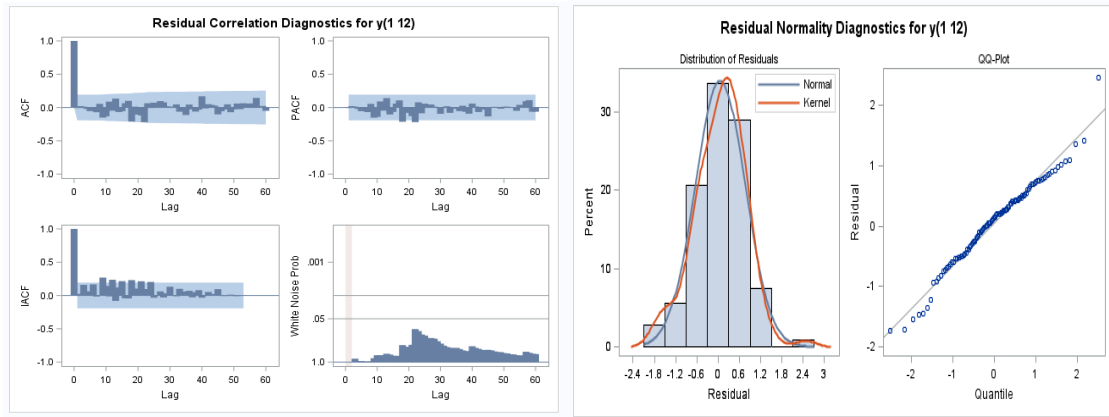 Residual Correlation Diagnostics for y(1 12)
1.0
0.5
0.0
-0.5
-1.0
ACF
0 10 20 30 40 50 60
Lag
1.0
0.5
0.0
-0.5
-1.0
PACF
0 10 20 30 40 50 60
Lag
1.0
0.5
0.0
-0.5
-1.0
IACF
0 10 20 30 40 50 60
Lag
.001
.05
1.0
White Noise Prob
0 10 20 30 40 50 60
Lag
Residual Normality Diagnostics for y(1 12)
Distribution of Residuals
Normal
Kernel
30
20
10
0
Percent
-2.4 -1.8 -1.2 -0.6 0 0.6 1.2 1.8 2.4 3
Residual
QQ-Plot
2
1
0
-1
-2
Residual
-2 -1 0 1 2
Quantile